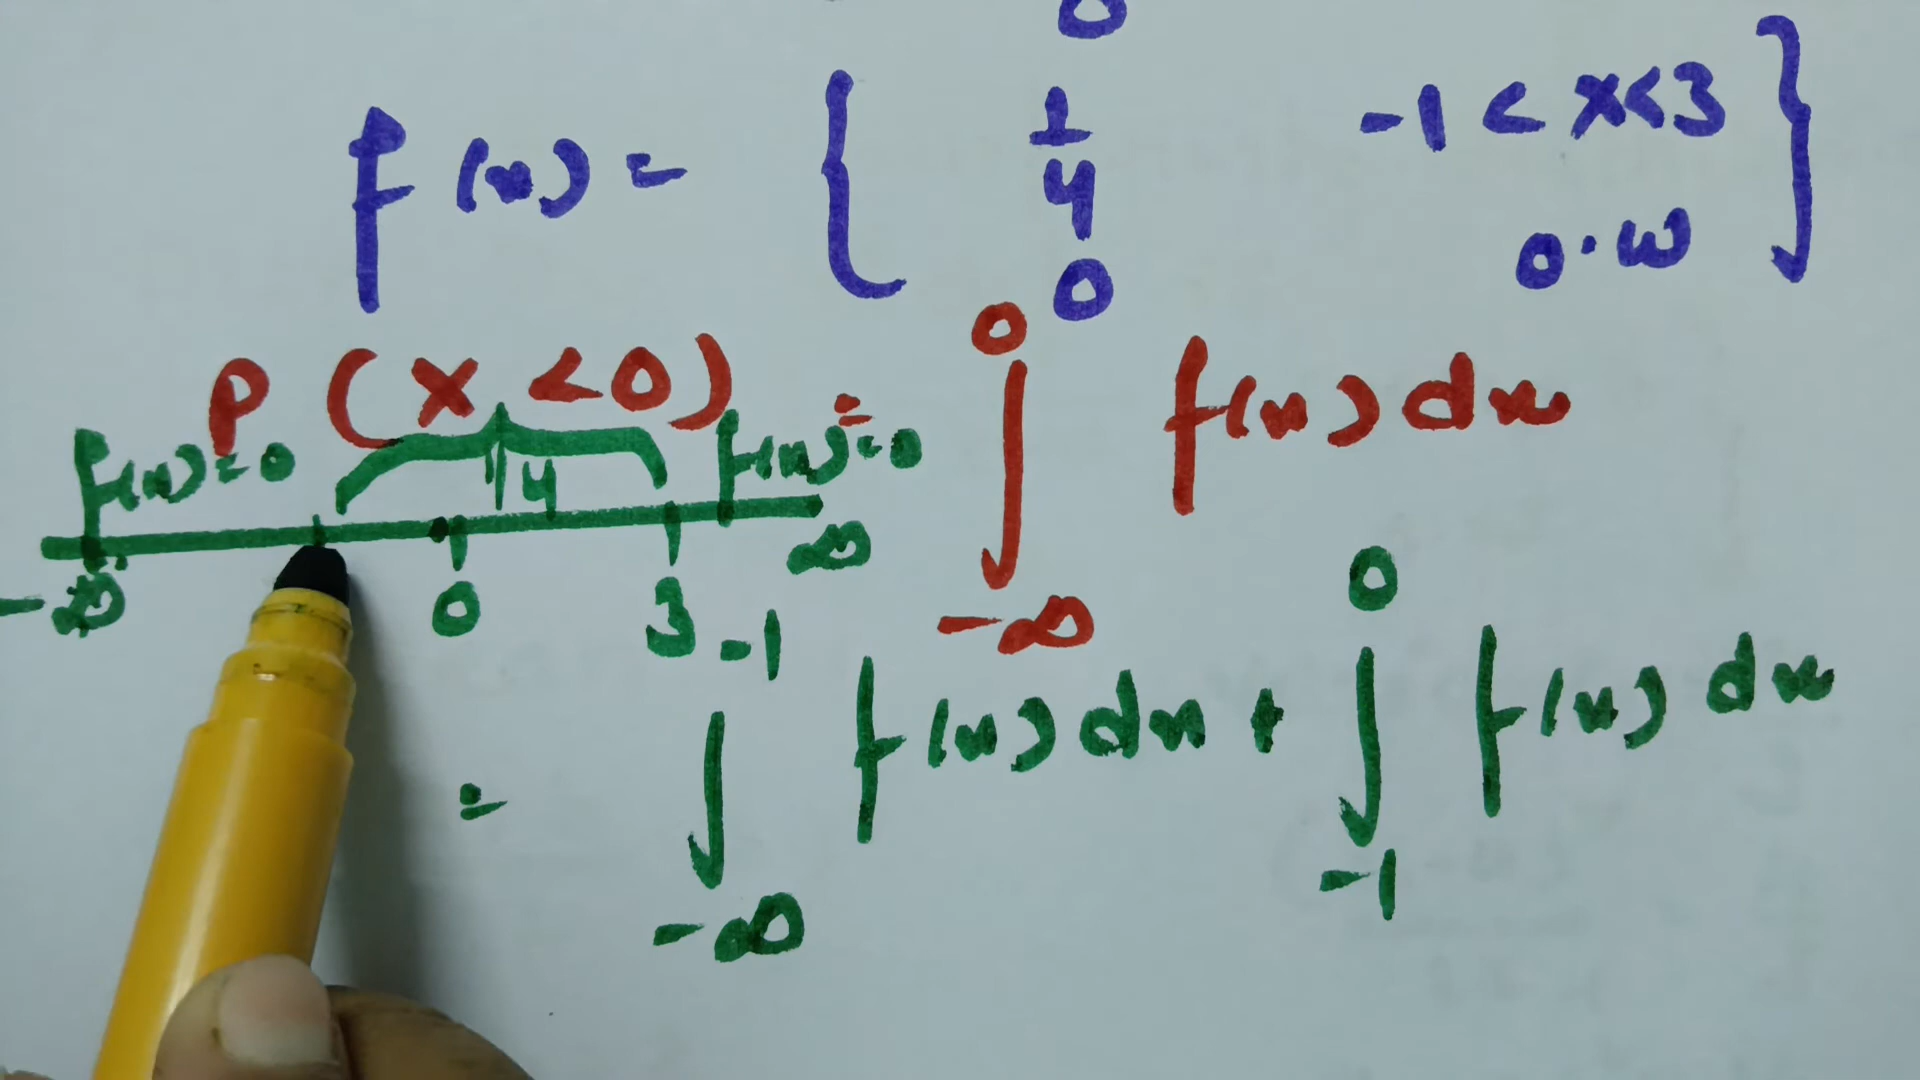 0
f(x) = { 1/4 -1 < x < 3 }
0 o.w
P (x < 0) = ∫_{-∞}^{0} f(x) dx
f(x) = 0 1/4 f(x) = 0
-∞ 0 3 ∞
= ∫_{-∞}^{-1} f(x) dx + ∫_{-1}^{0} f(x) dx